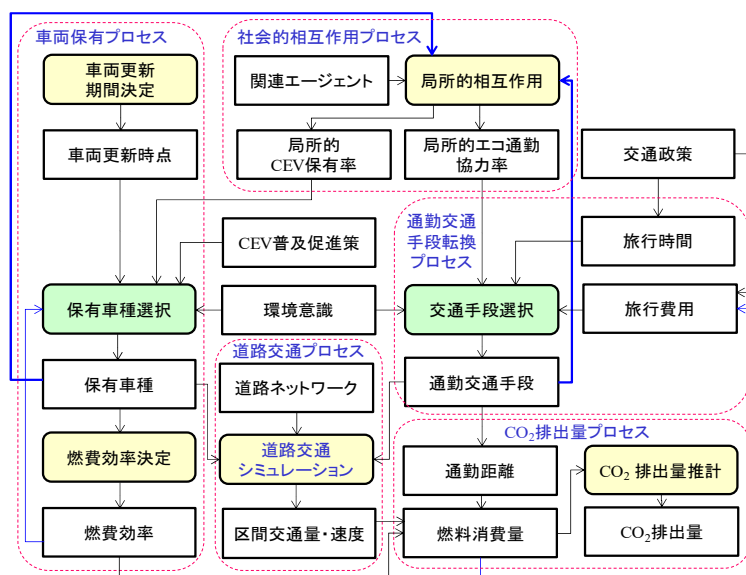 車両保有プロセス
車両更新
期間決定
車両更新時点
社会的相互作用プロセス
関連エージェント
局所的相互作用
局所的
CEV保有率
局所的エコ通勤
協力率
交通政策
CEV普及促進策
通勤交通
手段転換
プロセス
旅行時間
保有車種選択
環境意識
交通手段選択
旅行費用
保有車種
道路交通プロセス
道路ネットワーク
通勤交通手段
燃費効率決定
道路交通
シミュレーション
CO₂排出量プロセス
通勤距離
CO₂ 排出量推計
燃費効率
区間交通量・速度
燃料消費量
CO₂排出量